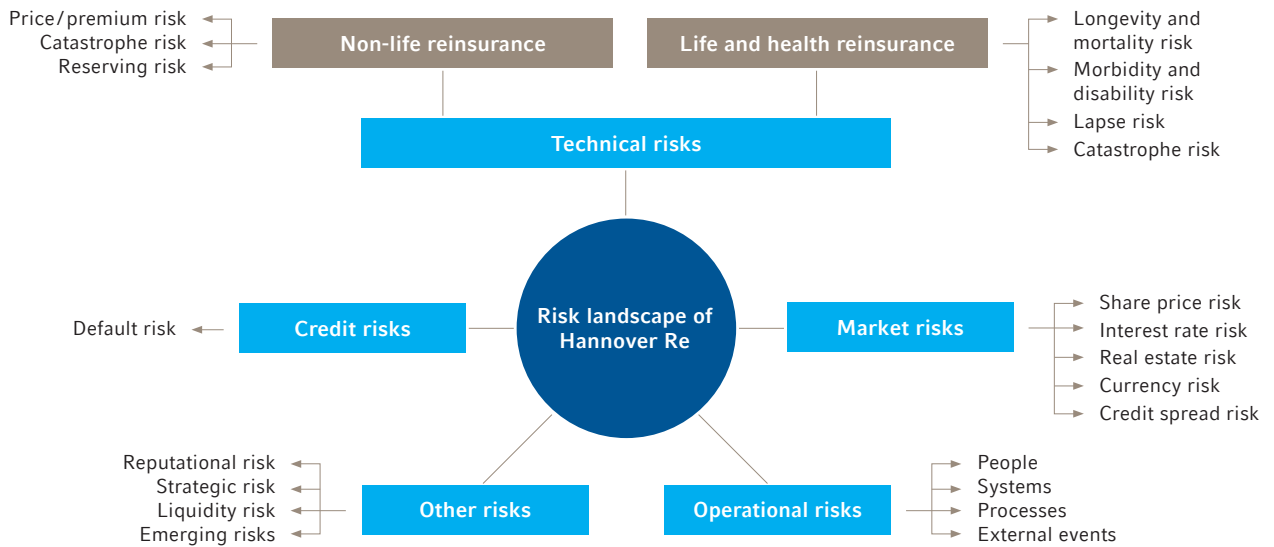 Price/premium risk
Catastrophe risk
Reserving risk
Non-life reinsurance
Life and health reinsurance
Longevity and
mortality risk
Morbidity and
disability risk
Lapse risk
Catastrophe risk
Technical risks
Risk landscape of
Hannover Re
Default risk
Credit risks
Market risks
Share price risk
Interest rate risk
Real estate risk
Currency risk
Credit spread risk
Reputational risk
Strategic risk
Liquidity risk
Emerging risks
Other risks
Operational risks
People
Systems
Processes
External events